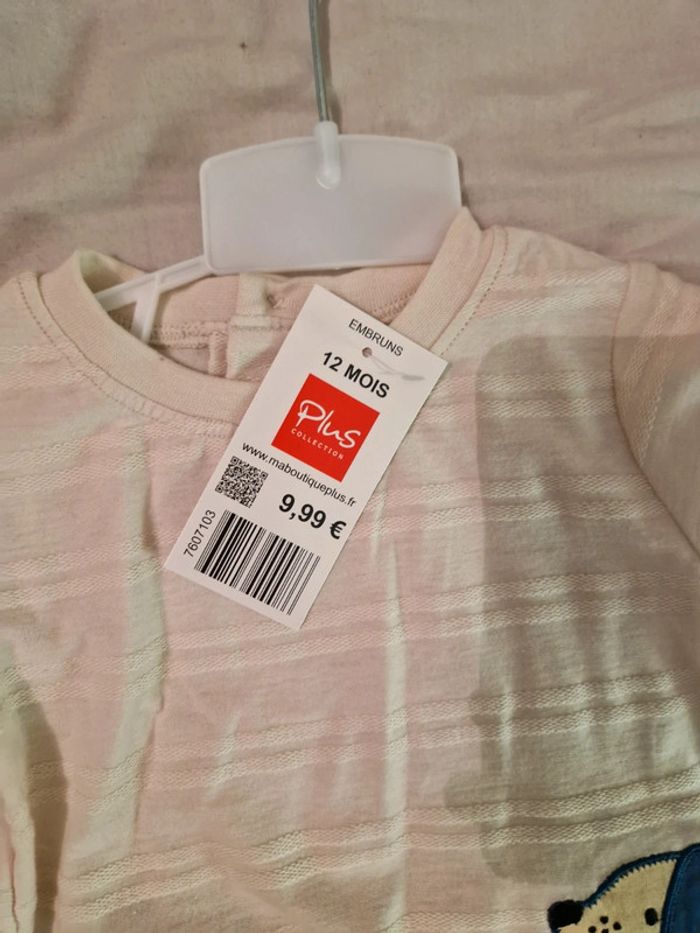 EMBRUNS
12 MOIS
Plus
COLLECTION
www.maboutiqueplus.fr
9,99 €
7607103